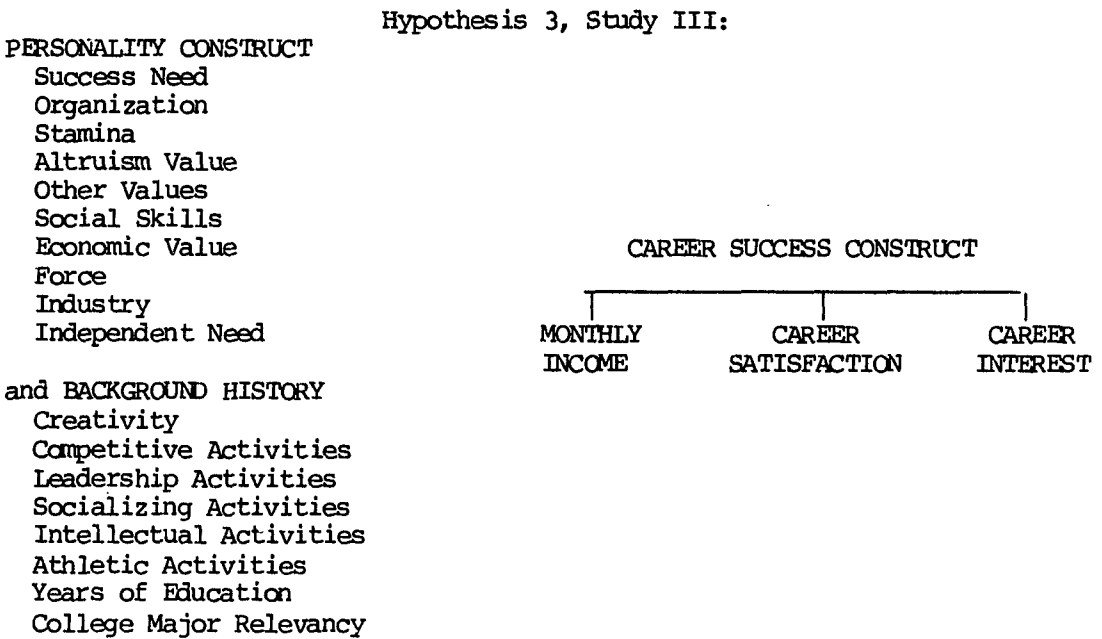 Hypothesis 3, Study III:
PERSONALITY CONSTRUCT
Success Need
Organization
Stamina
Altruism Value
Other Values
Social Skills
Economic Value
Force
Industry
Independent Need
and BACKGROUND HISTORY
Creativity
Competitive Activities
Leadership Activities
Socializing Activities
Intellectual Activities
Athletic Activities
Years of Education
College Major Relevancy
CAREER SUCCESS CONSTRUCT
MONTHLY INCOME
CAREER SATISFACTION
CAREER INTEREST